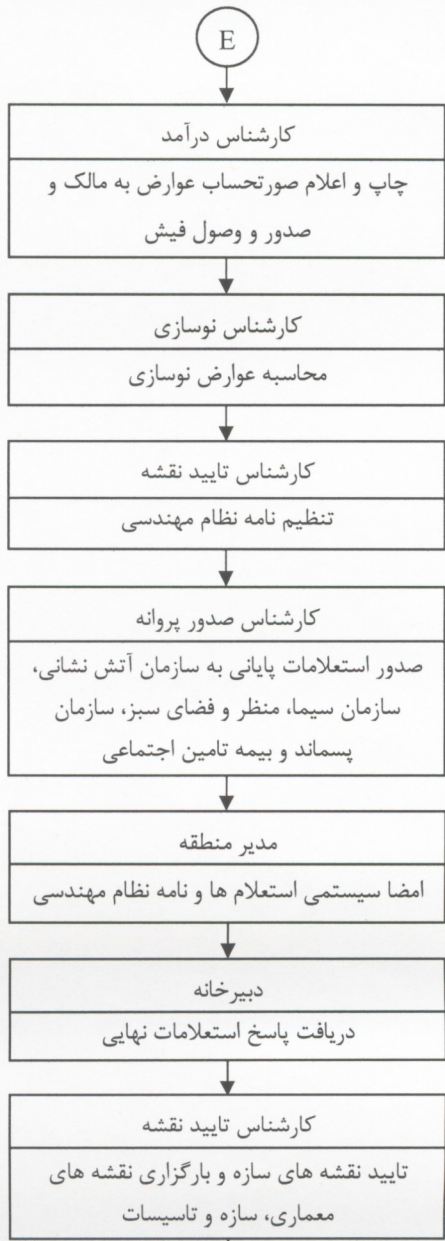 E
کارشناس درآمد
چاپ و اعلام صورتحساب عوارض به مالک و
صدور و وصول فیش
کارشناس نوسازی
محاسبه عوارض نوسازی
کارشناس تایید نقشه
تنظیم نامه نظام مهندسی
کارشناس صدور پروانه
صدور استعلامات پایانی به سازمان آتش نشانی،
سازمان سیما، منظر و فضای سبز، سازمان
پسماند و بیمه تامین اجتماعی
مدیر منطقه
امضا سیستمی استعلام ها و نامه نظام مهندسی
دبیرخانه
دریافت پاسخ استعلامات نهایی
کارشناس تایید نقشه
تایید نقشه های سازه و بارگزاری نقشه های
معماری، سازه و تاسیسات